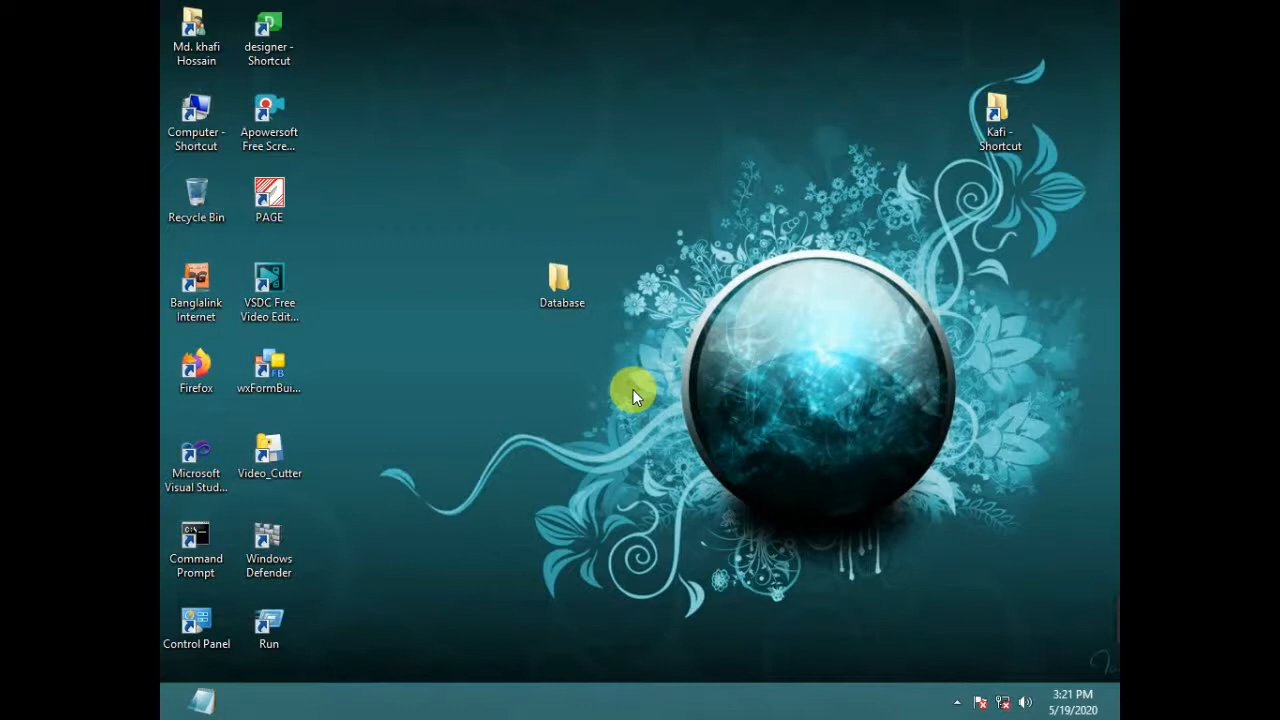 Md. khafi
Hossain
designer -
Shortcut
Computer -
Shortcut
Apowersoft
Free Scre...
Kafi -
Shortcut
Recycle Bin
PAGE
Banglalink
Internet
VSDC Free
Video Edit...
Database
Firefox
wxFormBui...
FB
Microsoft
Visual Stud...
Video_Cutter
C:\
Command
Prompt
Windows
Defender
Control Panel
Run
3:21 PM
5/19/2020